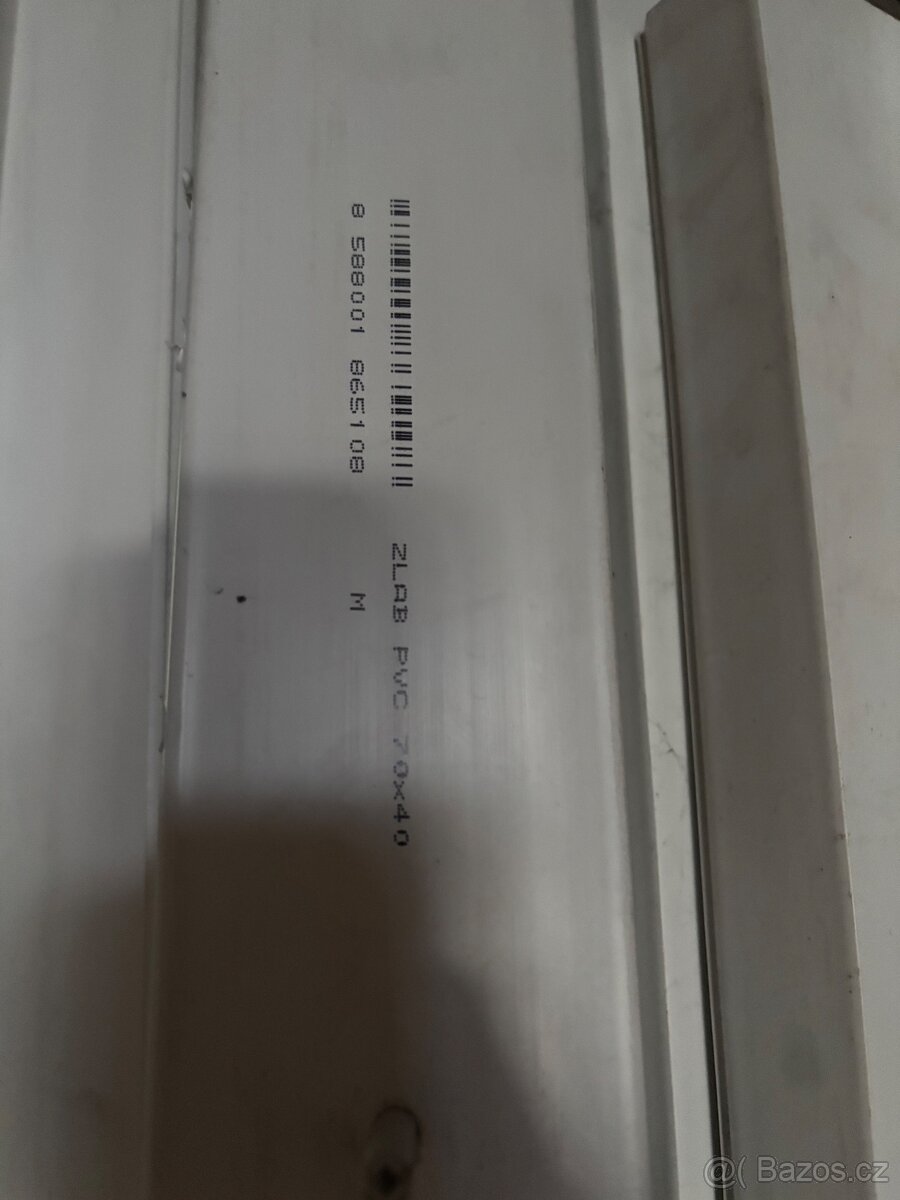 ZLAB PVC 70x40
8 588001 865108
M
@( Bazos.cz